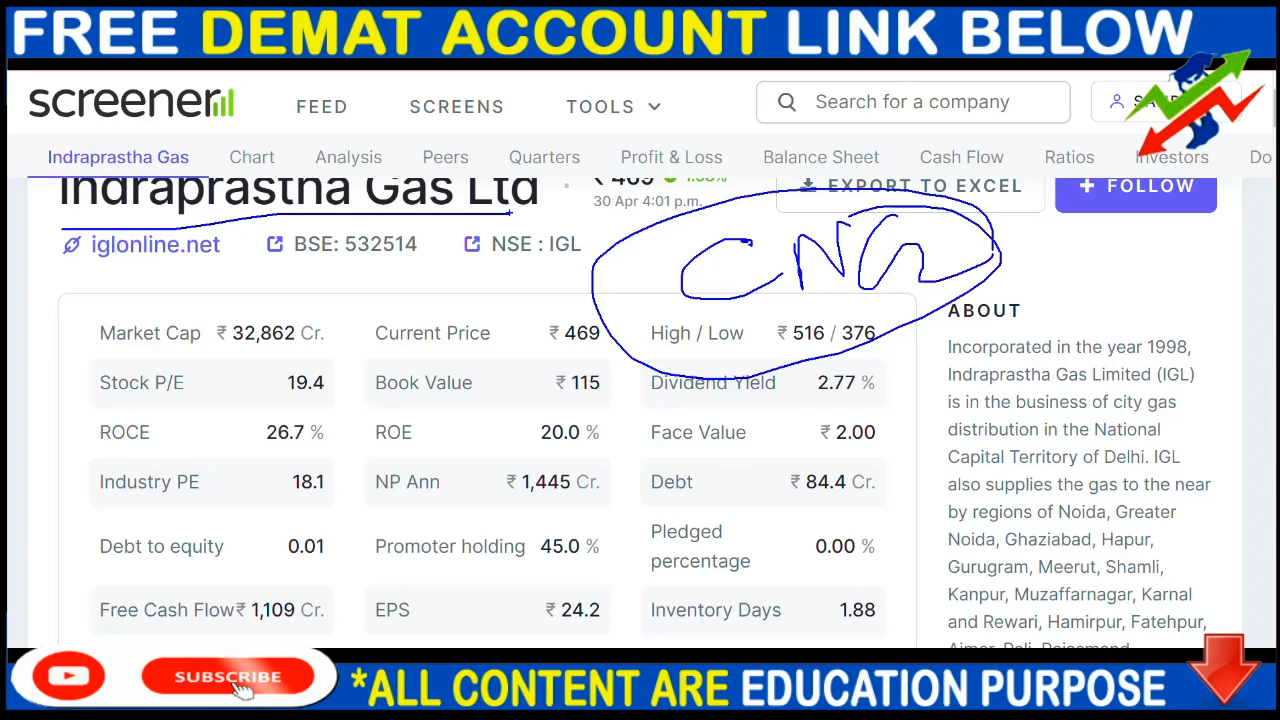 FREE DEMAT ACCOUNT LINK BELOW
screener FEED SCREENS TOOLS Search for a company
Indraprastha Gas Chart Analysis Peers Quarters Profit & Loss Balance Sheet Cash Flow Ratios Investors Do
Indraprastha Gas Ltd ₹ 469 1.38% EXPORT TO EXCEL + FOLLOW
30 Apr 4:01 p.m.
iglonline.net BSE: 532514 NSE : IGL
CNG
Market Cap ₹ 32,862 Cr. Current Price ₹ 469 High / Low ₹ 516 / 376
Stock P/E 19.4 Book Value ₹ 115 Dividend Yield 2.77 %
ROCE 26.7 % ROE 20.0 % Face Value ₹ 2.00
Industry PE 18.1 NP Ann ₹ 1,445 Cr. Debt ₹ 84.4 Cr.
Debt to equity 0.01 Promoter holding 45.0 % Pledged percentage 0.00 %
Free Cash Flow ₹ 1,109 Cr. EPS ₹ 24.2 Inventory Days 1.88
ABOUT
Incorporated in the year 1998,
Indraprastha Gas Limited (IGL)
is in the business of city gas
distribution in the National
Capital Territory of Delhi. IGL
also supplies the gas to the near
by regions of Noida, Greater
Noida, Ghaziabad, Hapur,
Gurugram, Meerut, Shamli,
Kanpur, Muzaffarnagar, Karnal
and Rewari, Hamirpur, Fatehpur,
SUBSCRIBE
*ALL CONTENT ARE EDUCATION PURPOSE